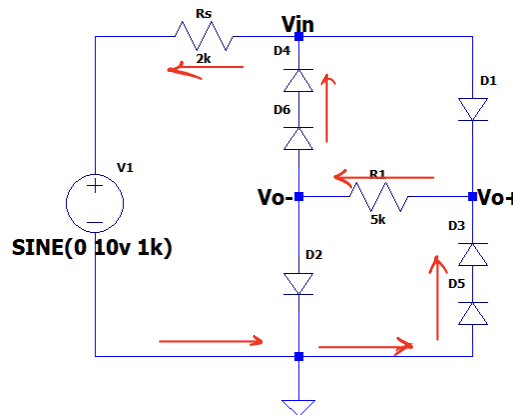 Rs
Vin
2k
D4
D1
D6
V1
R1
Vo-
Vo+
5k
D3
SINE(0 10v 1k)
D2
D5